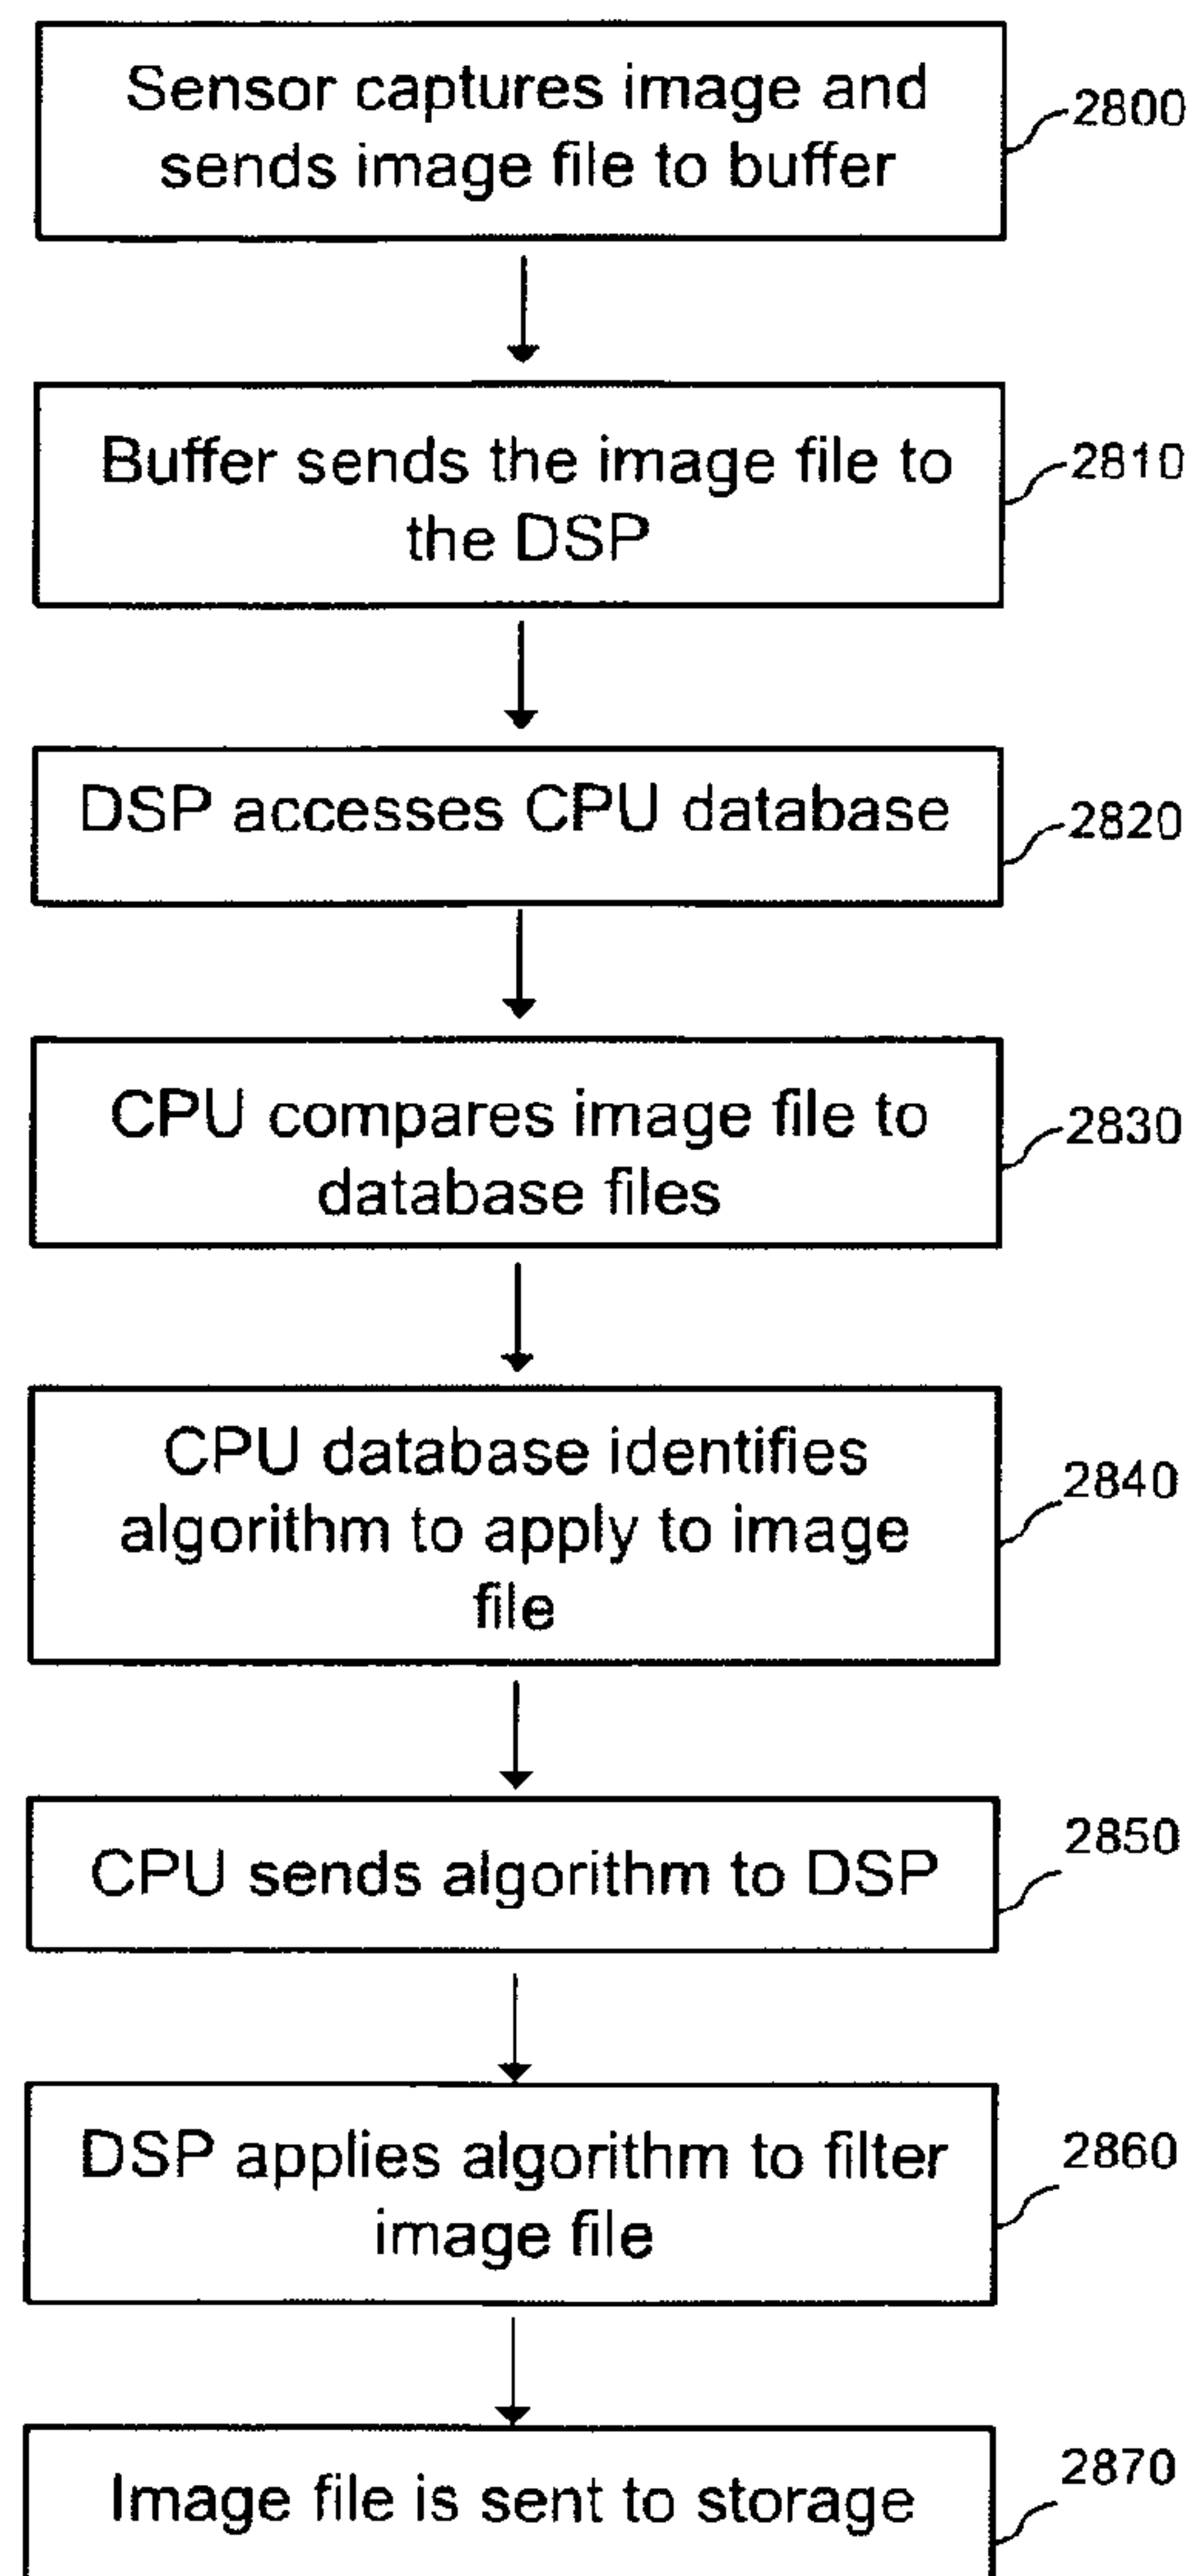 Sensor captures image and
sends image file to buffer
2800
Buffer sends the image file to
the DSP
2810
DSP accesses CPU database
2820
CPU compares image file to
database files
2830
CPU database identifies
algorithm to apply to image
file
2840
CPU sends algorithm to DSP
2850
DSP applies algorithm to filter
image file
2860
Image file is sent to storage
2870